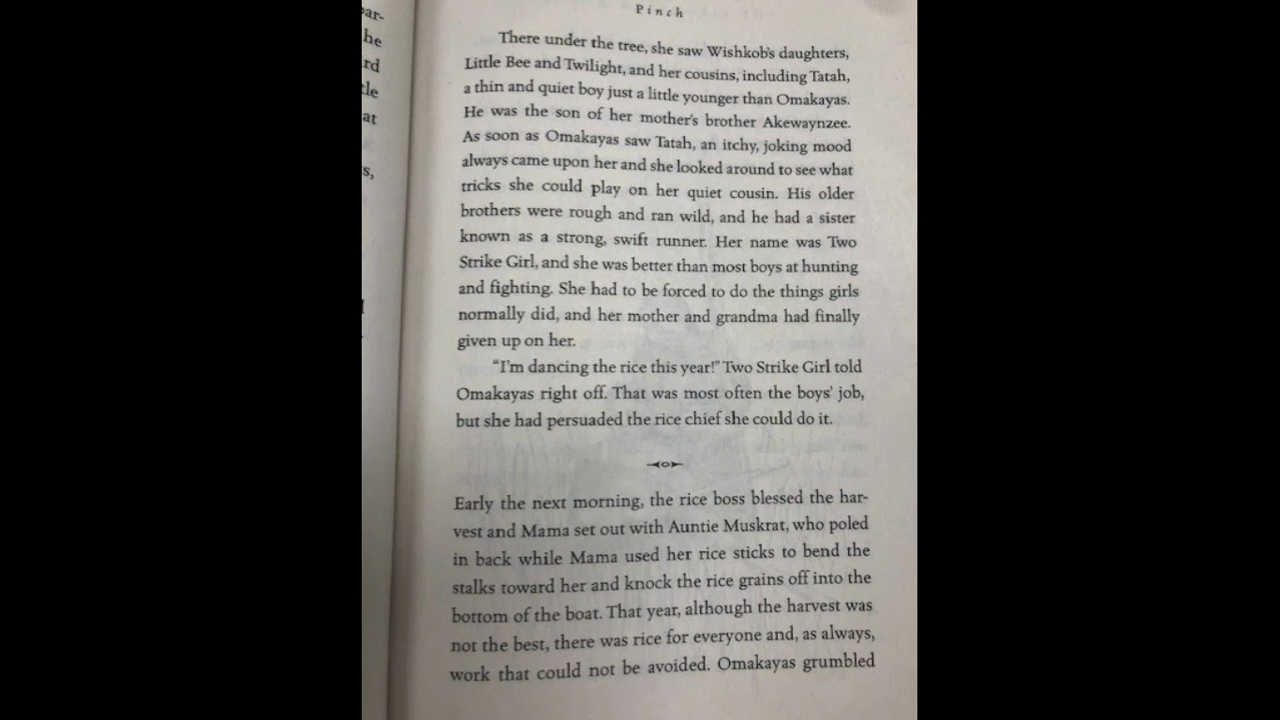 ar-
he
rd
tle
at
s,
Pinch
There under the tree, she saw Wishkob's daughters,
Little Bee and Twilight, and her cousins, including Tatah,
a thin and quiet boy just a little younger than Omakayas.
He was the son of her mother's brother Akewaynzee.
As soon as Omakayas saw Tatah, an itchy, joking mood
always came upon her and she looked around to see what
tricks she could play on her quiet cousin. His older
brothers were rough and ran wild, and he had a sister
known as a strong, swift runner. Her name was Two
Strike Girl, and she was better than most boys at hunting
and fighting. She had to be forced to do the things girls
normally did, and her mother and grandma had finally
given up on her.
“I'm dancing the rice this year!” Two Strike Girl told
Omakayas right off. That was most often the boys' job,
but she had persuaded the rice chief she could do it.
Early the next morning, the rice boss blessed the har-
vest and Mama set out with Auntie Muskrat, who poled
in back while Mama used her rice sticks to bend the
stalks toward her and knock the rice grains off into the
bottom of the boat. That year, although the harvest was
not the best, there was rice for everyone and, as always,
work that could not be avoided. Omakayas grumbled